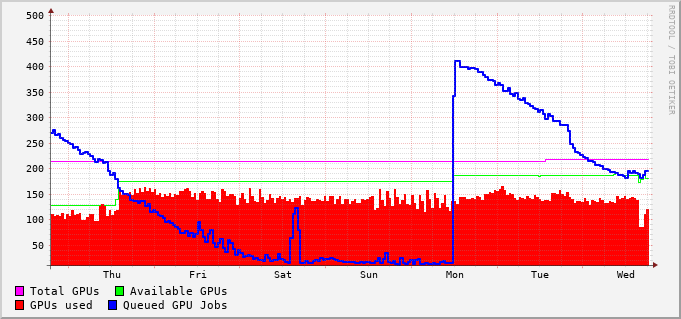 500
450
400
350
300
250
200
150
100
50
Thu Fri Sat Sun Mon Tue Wed
Total GPUs Available GPUs
GPUs used Queued GPU Jobs
RRDTOOL / TOBI OETIKER